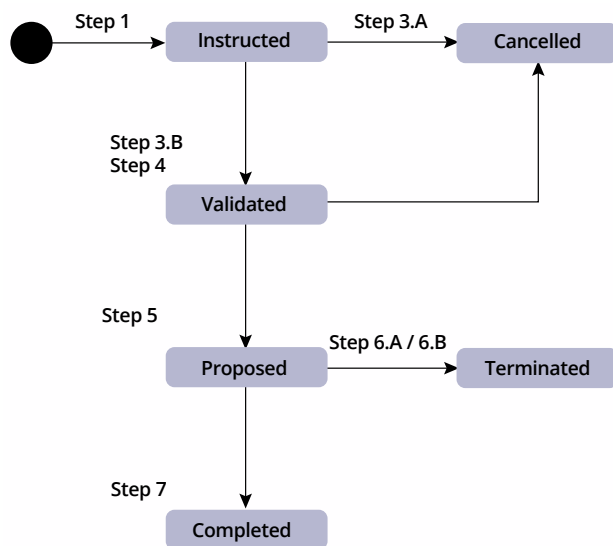 Step 1
Instructed
Step 3.A
Cancelled
Step 3.B
Step 4
Validated
Step 5
Proposed
Step 6.A / 6.B
Terminated
Step 7
Completed